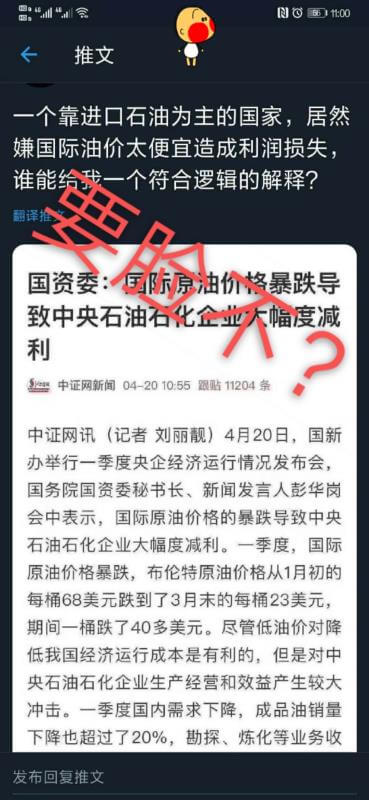 11:00
推文
一个靠进口石油为主的国家，居然
嫌国际油价太便宜造成利润损失，
谁能给我一个符合逻辑的解释？
翻译推文
要脸不？
国资委：国际原油价格暴跌导
致中央石油石化企业大幅度减
利
中证网新闻 04-20 10:55 跟贴 11204 条
中证网讯（记者 刘丽靓）4月20日，国新
办举行一季度央企经济运行情况发布会，
国务院国资委秘书长、新闻发言人彭华岗
会中表示，国际原油价格的暴跌导致中央
石油石化企业大幅度减利。一季度，国际
原油价格暴跌，布伦特原油价格从1月初的
每桶68美元跌到了3月末的每桶23美元，
期间一桶跌了40多美元。尽管低油价对降
低我国经济运行成本是有利的，但是对中
央石油石化企业生产经营和效益产生较大
冲击。一季度国内需求下降，成品油销量
下降也超过了20%，勘探、炼化等业务收
发布回复推文